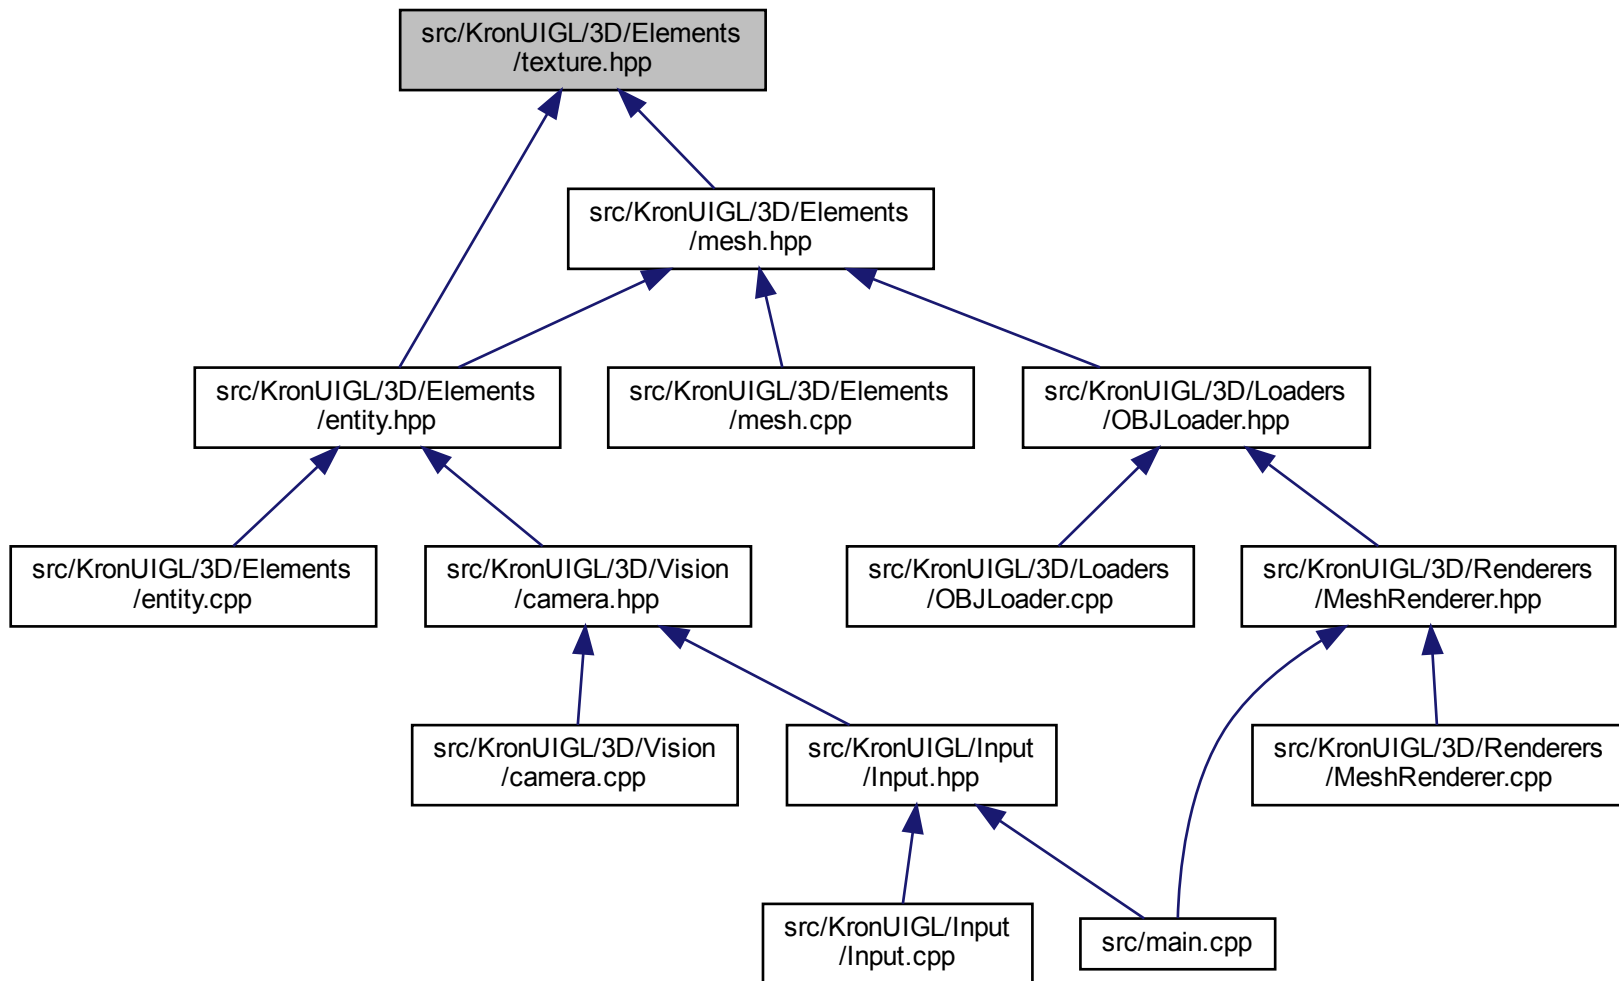 src/KronUIGL/3D/Elements
/texture.hpp
src/KronUIGL/3D/Elements
/mesh.hpp
src/KronUIGL/3D/Elements
/entity.hpp
src/KronUIGL/3D/Elements
/mesh.cpp
src/KronUIGL/3D/Loaders
/OBJLoader.hpp
src/KronUIGL/3D/Elements
/entity.cpp
src/KronUIGL/3D/Vision
/camera.hpp
src/KronUIGL/3D/Loaders
/OBJLoader.cpp
src/KronUIGL/3D/Renderers
/MeshRenderer.hpp
src/KronUIGL/3D/Vision
/camera.cpp
src/KronUIGL/Input
/Input.hpp
src/KronUIGL/3D/Renderers
/MeshRenderer.cpp
src/KronUIGL/Input
/Input.cpp
src/main.cpp